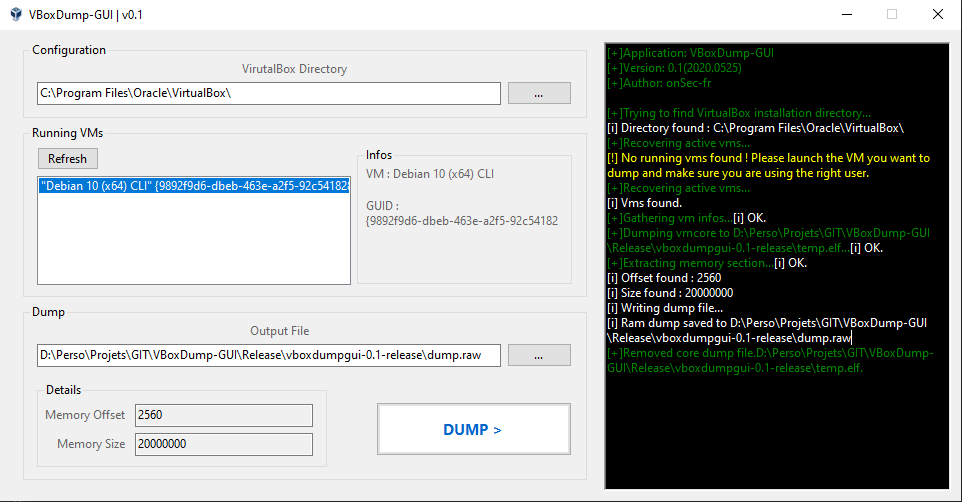 VBoxDump-GUI | v0.1
Configuration
VirutalBox Directory
C:\Program Files\Oracle\VirtualBox\
...
Running VMs
Refresh
"Debian 10 (x64) CLI" {9892f9d6-dbeb-463e-a2f5-92c54182
Infos
VM : Debian 10 (x64) CLI
GUID :
{9892f9d6-dbeb-463e-a2f5-92c54182
Dump
Output File
D:\Perso\Projets\GIT\VBoxDump-GUI\Release\vboxdumpgui-0.1-release\dump.raw
...
Details
Memory Offset
2560
Memory Size
20000000
DUMP >
[+]Application: VBoxDump-GUI
[+]Version: 0.1(2020.0525)
[+]Author: onSec-fr
[+]Trying to find VirtualBox installation directory...
[i] Directory found : C:\Program Files\Oracle\VirtualBox\
[+]Recovering active vms...
[!] No running vms found ! Please launch the VM you want to
dump and make sure you are using the right user.
[+]Recovering active vms...
[i] Vms found.
[+]Gathering vm infos...[i] OK.
[+]Dumping vmcore to D:\Perso\Projets\GIT\VBoxDump-GUI
\Release\vboxdumpgui-0.1-release\temp.elf...[i] OK.
[+]Extracting memory section...[i] OK.
[i] Offset found : 2560
[i] Size found : 20000000
[i] Writing dump file...
[i] Ram dump saved to D:\Perso\Projets\GIT\VBoxDump-GUI
\Release\vboxdumpgui-0.1-release\dump.raw
[+]Removed core dump file.D:\Perso\Projets\GIT\VBoxDump-
GUI\Release\vboxdumpgui-0.1-release\temp.elf.